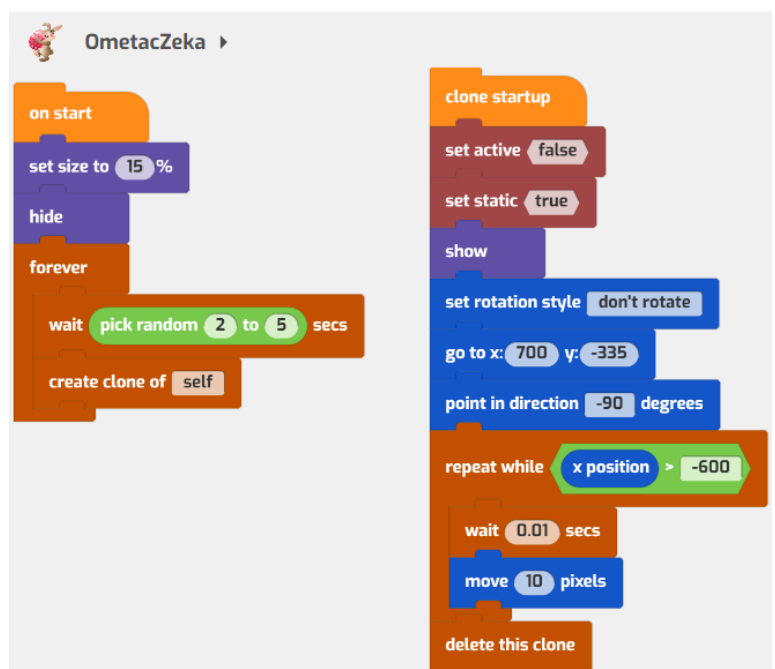 OmetacZeka
on start
set size to 15 %
hide
forever
wait pick random 2 to 5 secs
create clone of self
clone startup
set active false
set static true
show
set rotation style don't rotate
go to x: 700 y: -335
point in direction -90 degrees
repeat while x position > -600
wait 0.01 secs
move 10 pixels
delete this clone